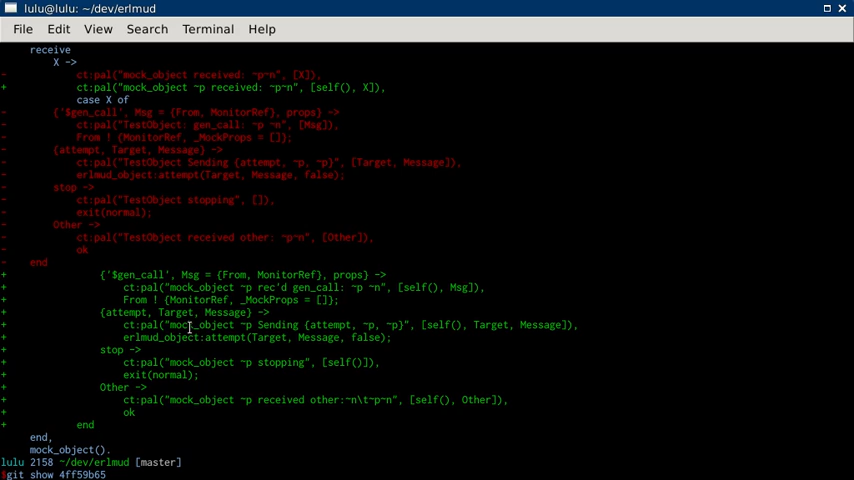 lulu@lulu: ~/dev/erlmud
File Edit View Search Terminal Help
    receive
        X ->
-            ct:pal("mock_object received: ~p~n", [X]),
+            ct:pal("mock_object ~p received: ~p~n", [self(), X]),
            case X of
-        {'$gen_call', Msg = {From, MonitorRef}, props} ->
-            ct:pal("TestObject: gen_call: ~p ~n", [Msg]),
-            From ! {MonitorRef, _MockProps = []};
-        {attempt, Target, Message} ->
-            ct:pal("TestObject Sending {attempt, ~p, ~p}", [Target, Message]),
-            erlmud_object:attempt(Target, Message, false);
-        stop ->
-            ct:pal("TestObject stopping", []),
-            exit(normal);
-        Other ->
-            ct:pal("TestObject received other: ~p~n", [Other]),
-            ok
-    end
+                {'$gen_call', Msg = {From, MonitorRef}, props} ->
+                    ct:pal("mock_object ~p rec'd gen_call: ~p ~n", [self(), Msg]),
+                    From ! {MonitorRef, _MockProps = []};
+                {attempt, Target, Message} ->
+                    ct:pal("mock_object ~p Sending {attempt, ~p, ~p}", [self(), Target, Message]),
+                    erlmud_object:attempt(Target, Message, false);
+                stop ->
+                    ct:pal("mock_object ~p stopping", [self()]),
+                    exit(normal);
+                Other ->
+                    ct:pal("mock_object ~p received other:~n\t~p~n", [self(), Other]),
+                    ok
+            end
    end,
    mock_object().
lulu 2158 ~/dev/erlmud [master]
$git show 4ff59b65